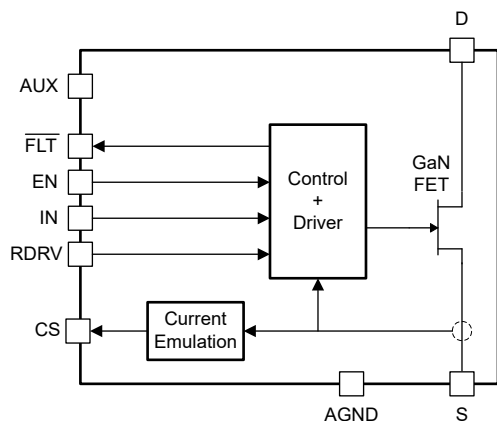 D
AUX
FLT
EN
IN
RDRV
CS
Control
+
Driver
GaN
FET
Current
Emulation
AGND
S